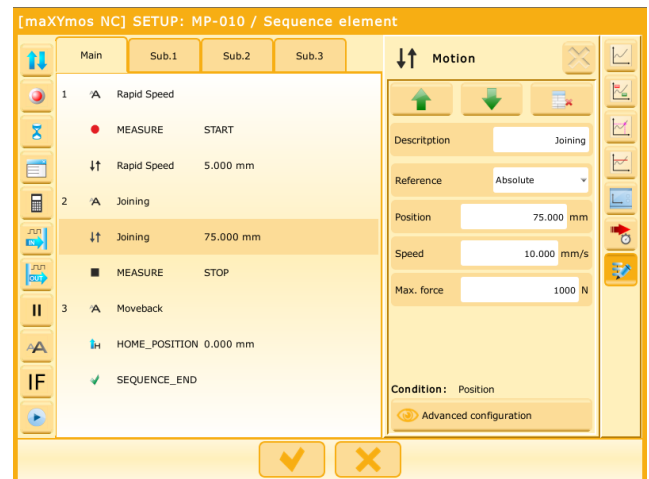 [maXYmos NC] SETUP: MP-010 / Sequence element
Main Sub.1 Sub.2 Sub.3
1 A Rapid Speed
MEASURE START
Rapid Speed 5.000 mm
2 A Joining
Joining 75.000 mm
MEASURE STOP
3 A Moveback
H HOME_POSITION 0.000 mm
SEQUENCE_END
IN
OUT
AA
IF
Motion
Descritption Joining
Reference Absolute
Position 75.000 mm
Speed 10.000 mm/s
Max. force 1000 N
Condition: Position
Advanced configuration